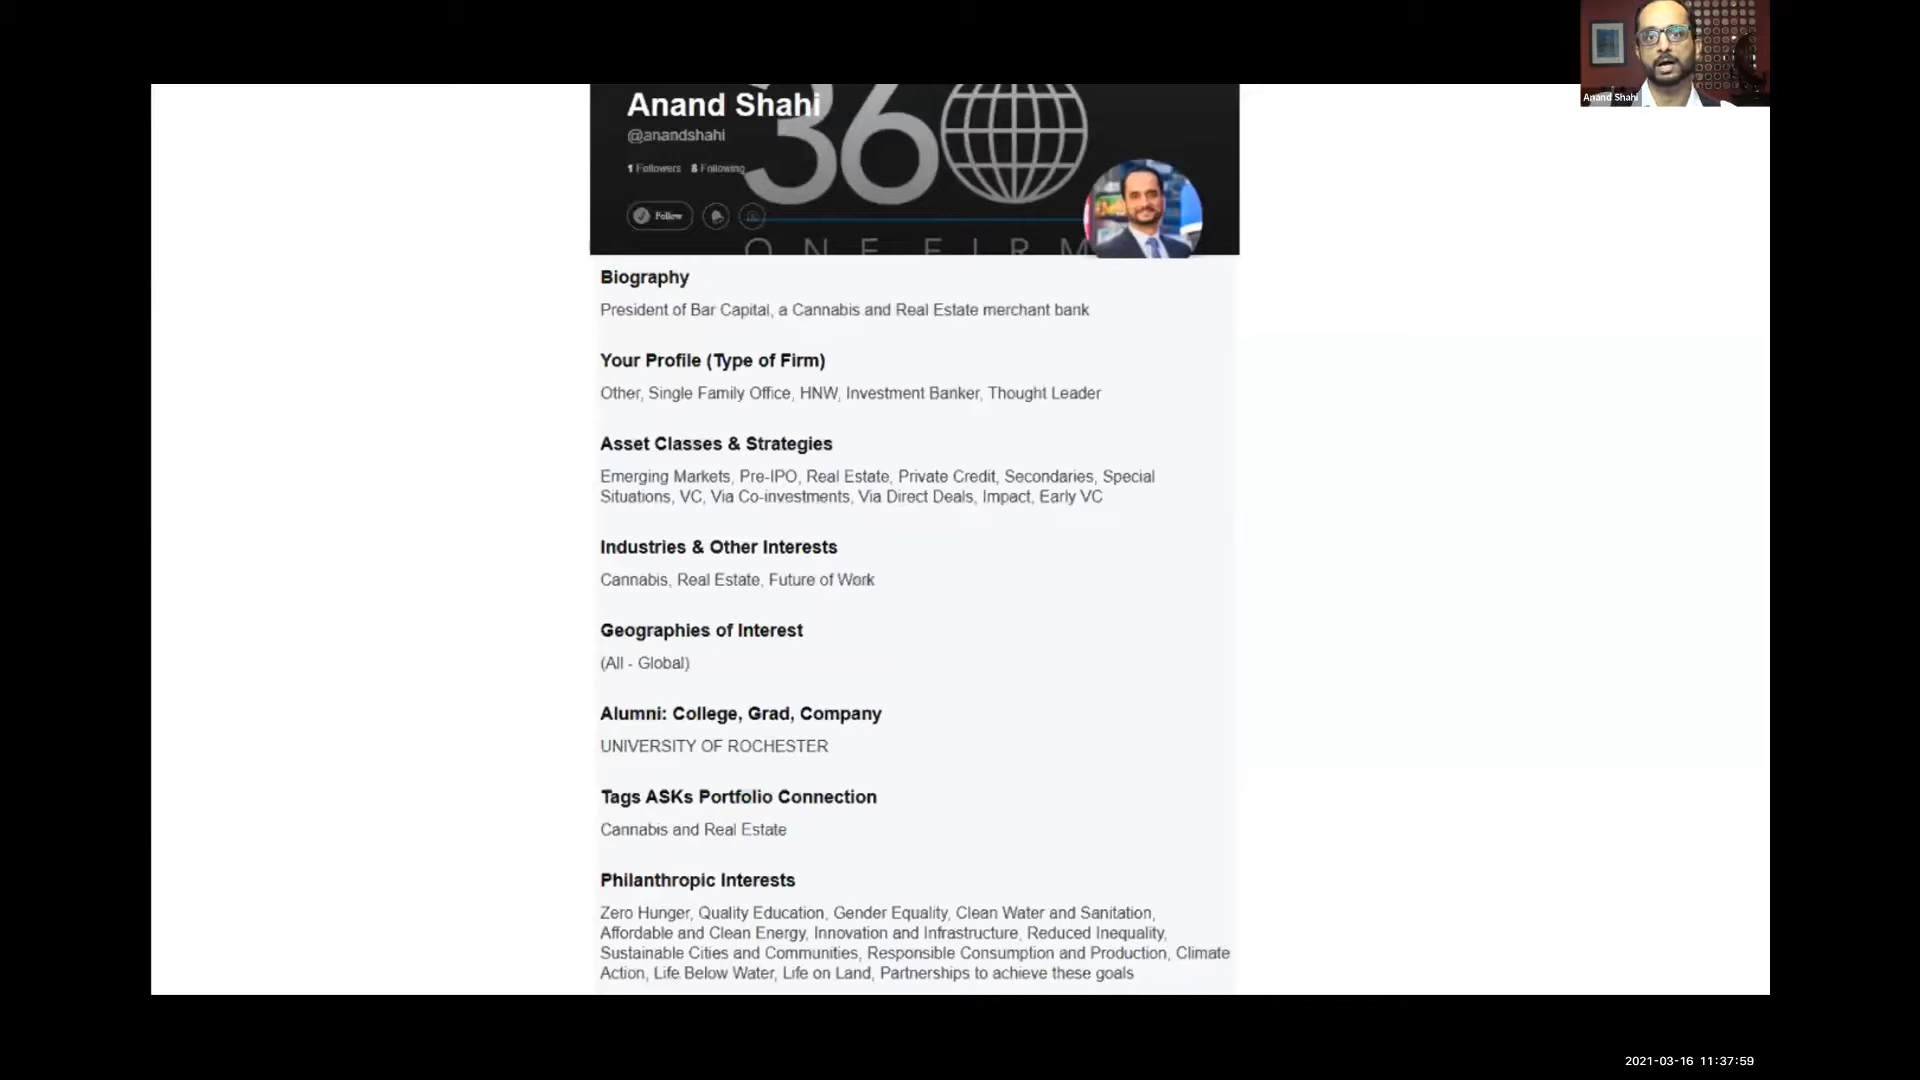 Anand Shahi
360
Anand Shahi
@anandshahi
1 Followers 8 Following
Follow
ONE FIRM
Biography
President of Bar Capital, a Cannabis and Real Estate merchant bank
Your Profile (Type of Firm)
Other, Single Family Office, HNW, Investment Banker, Thought Leader
Asset Classes & Strategies
Emerging Markets, Pre-IPO, Real Estate, Private Credit, Secondaries, Special
Situations, VC, Via Co-investments, Via Direct Deals, Impact, Early VC
Industries & Other Interests
Cannabis, Real Estate, Future of Work
Geographies of Interest
(All - Global)
Alumni: College, Grad, Company
UNIVERSITY OF ROCHESTER
Tags ASKs Portfolio Connection
Cannabis and Real Estate
Philanthropic Interests
Zero Hunger, Quality Education, Gender Equality, Clean Water and Sanitation,
Affordable and Clean Energy, Innovation and Infrastructure, Reduced Inequality,
Sustainable Cities and Communities, Responsible Consumption and Production, Climate
Action, Life Below Water, Life on Land, Partnerships to achieve these goals
2021-03-16 11:37:59